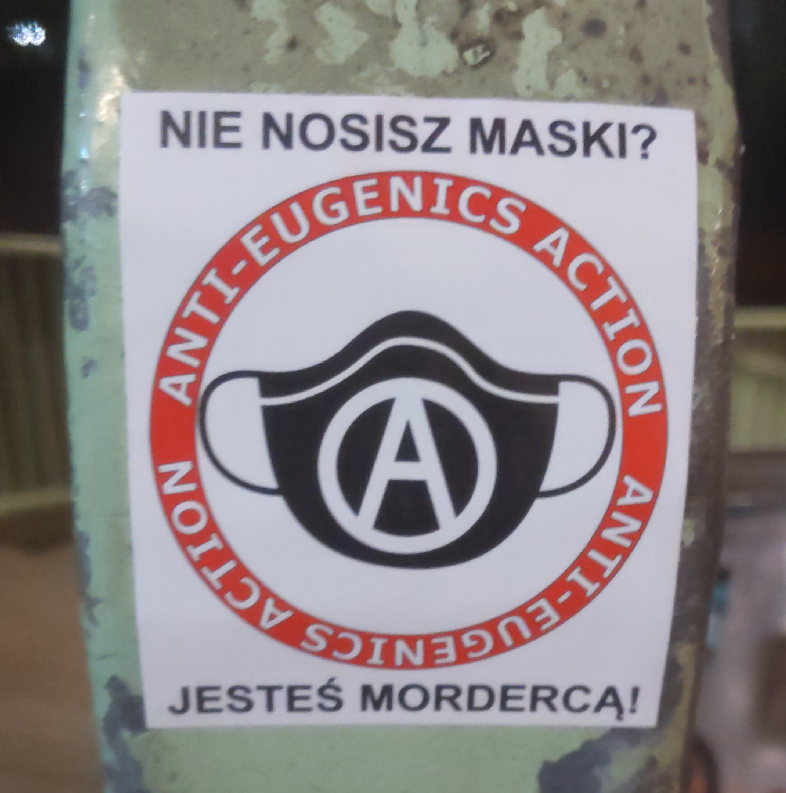 NIE NOSISZ MASKI?
ANTI-EUGENICS ACTION
A
ANTI-EUGENICS ACTION
JESTEŚ MORDERCĄ!